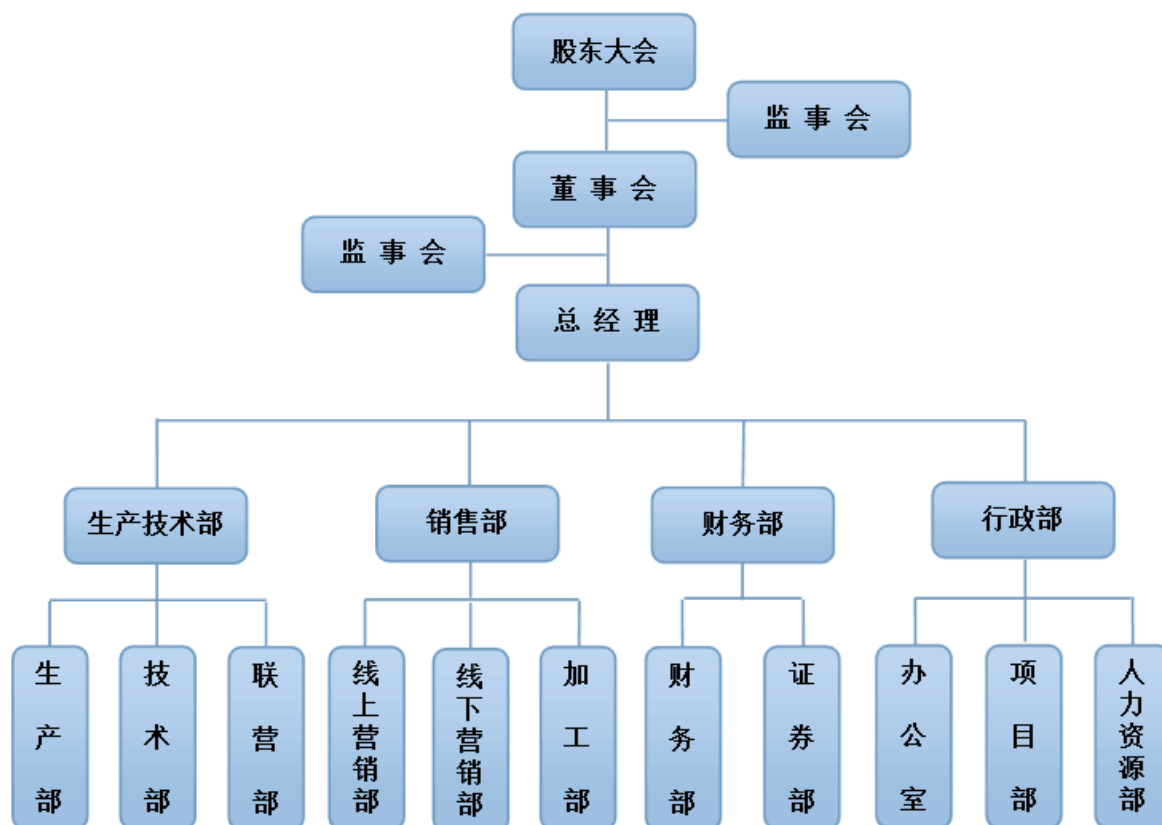 股东大会
监 事 会
董 事 会
监 事 会
总 经 理
生产技术部
销售部
财务部
行政部
生产部
技术部
联营部
线上营销部
线下营销部
加工部
财务部
证券部
办公室
项目部
人力资源部